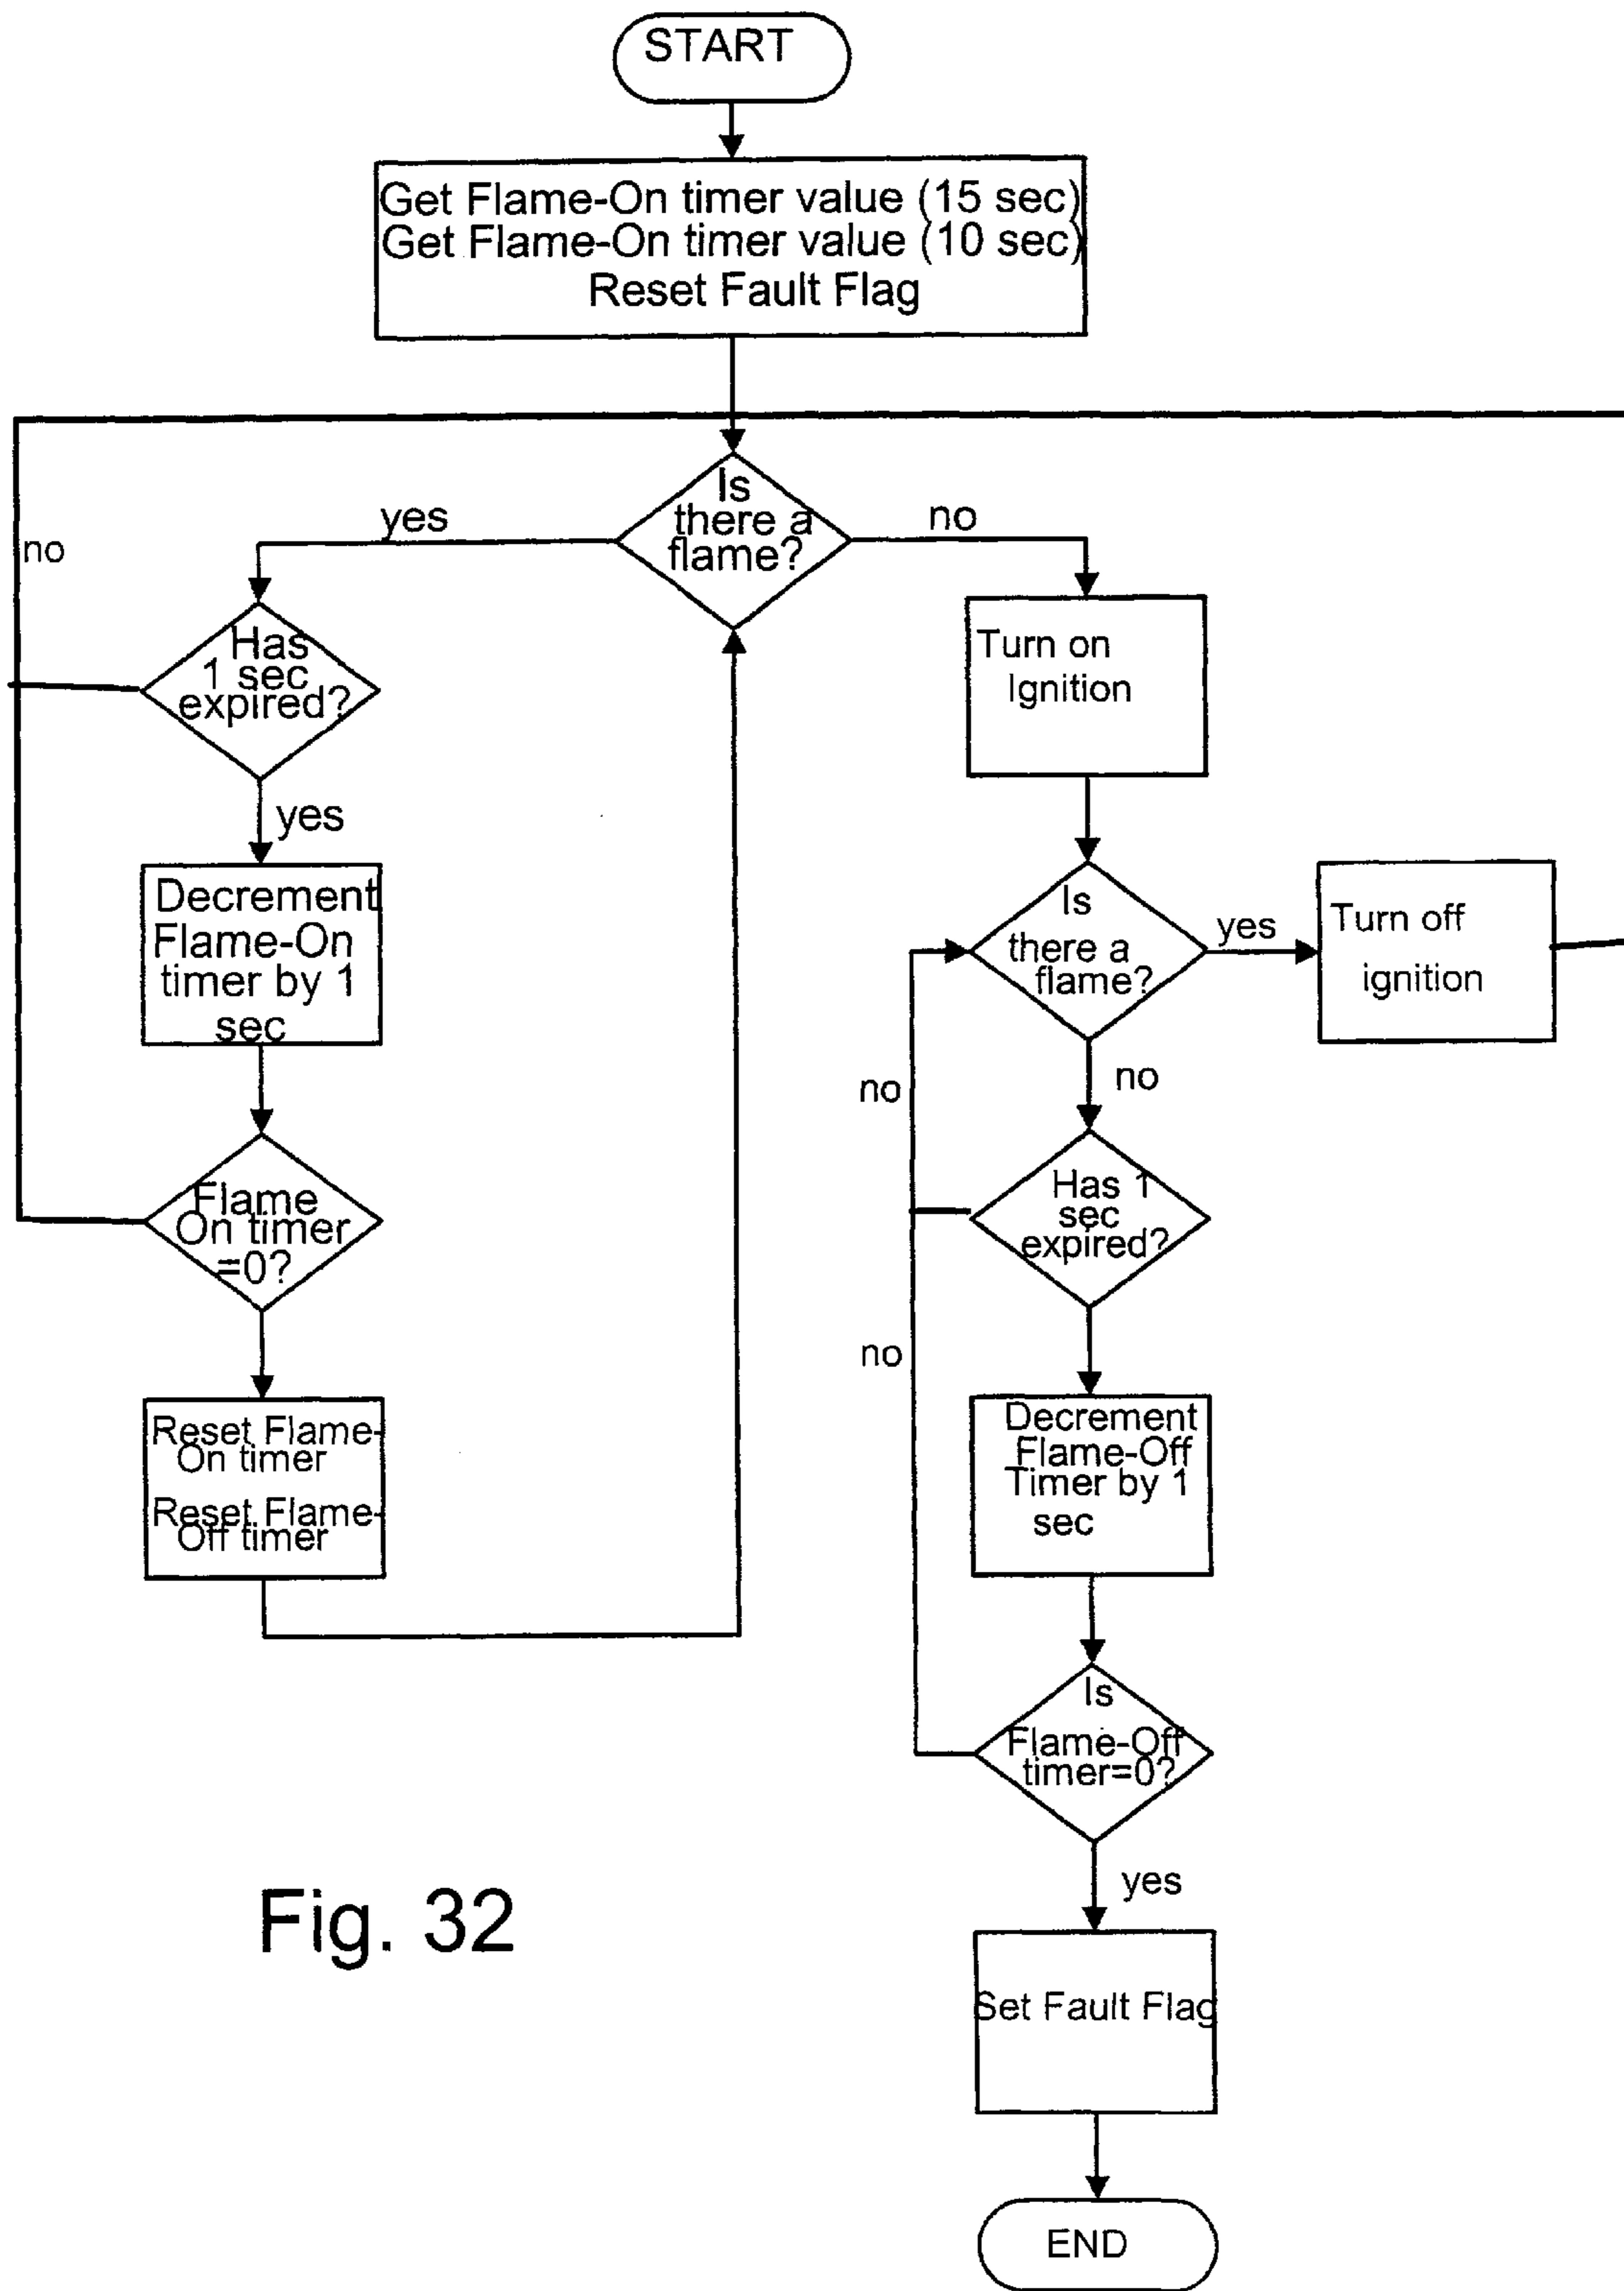 START
Get Flame-On timer value (15 sec)
Get Flame-On timer value (10 sec)
Reset Fault Flag
Is
there a
flame?
yes
no
no
Has
1 sec
expired?
yes
Decrement
Flame-On
timer by 1
sec
Flame
On timer
=0?
Reset Flame-
On timer
Reset Flame-
Off timer
Turn on
Ignition
Is
there a
flame?
yes
Turn off
ignition
no
no
Has 1
sec
expired?
no
Decrement
Flame-Off
Timer by 1
sec
Is
Flame-Off
timer=0?
yes
Set Fault Flag
END
Fig. 32